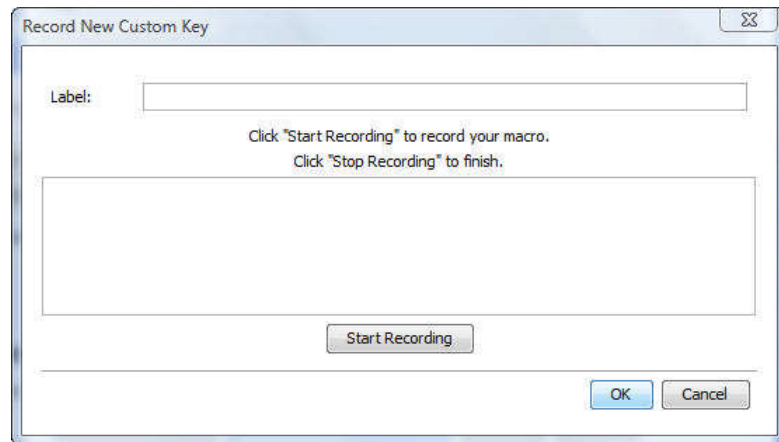 Record New Custom Key
Label:
Click "Start Recording" to record your macro.
Click "Stop Recording" to finish.
Start Recording
OK Cancel